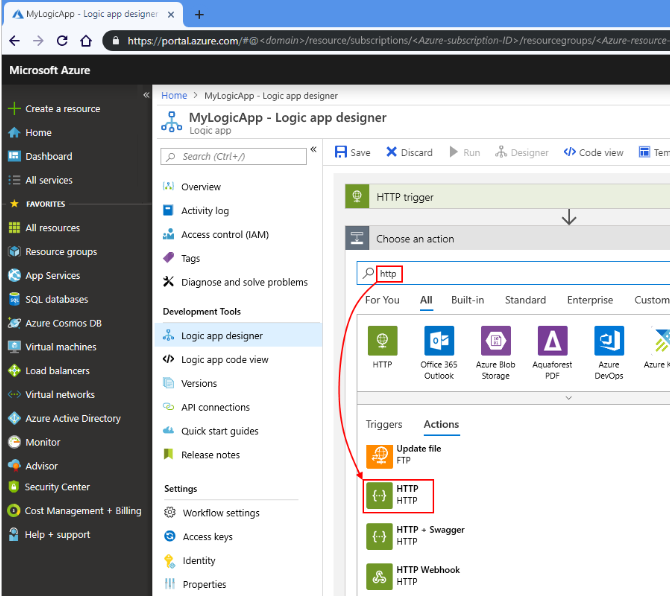 MyLogicApp - Logic app designer
https://portal.azure.com/#@<domain>/resource/subscriptions/<Azure-subscription-ID>/resourcegroups/<Azure-resource-
Microsoft Azure
Create a resource
Home
Dashboard
All services
FAVORITES
All resources
Resource groups
App Services
SQL databases
Azure Cosmos DB
Virtual machines
Load balancers
Virtual networks
Azure Active Directory
Monitor
Advisor
Security Center
Cost Management + Billing
Help + support
Home > MyLogicApp - Logic app designer
MyLogicApp - Logic app designer
Logic app
Search (Ctrl+/)
Overview
Activity log
Access control (IAM)
Tags
Diagnose and solve problems
Development Tools
Logic app designer
Logic app code view
Versions
API connections
Quick start guides
Release notes
Settings
Workflow settings
Access keys
Identity
Properties
Save Discard Run Designer Code view Tem
HTTP trigger
Choose an action
http
For You All Built-in Standard Enterprise Custom
HTTP
Office 365
Outlook
Azure Blob
Storage
Aquaforest
PDF
Azure
DevOps
Azure K
Triggers Actions
Update file
FTP
HTTP
HTTP
HTTP + Swagger
HTTP
HTTP Webhook
HTTP